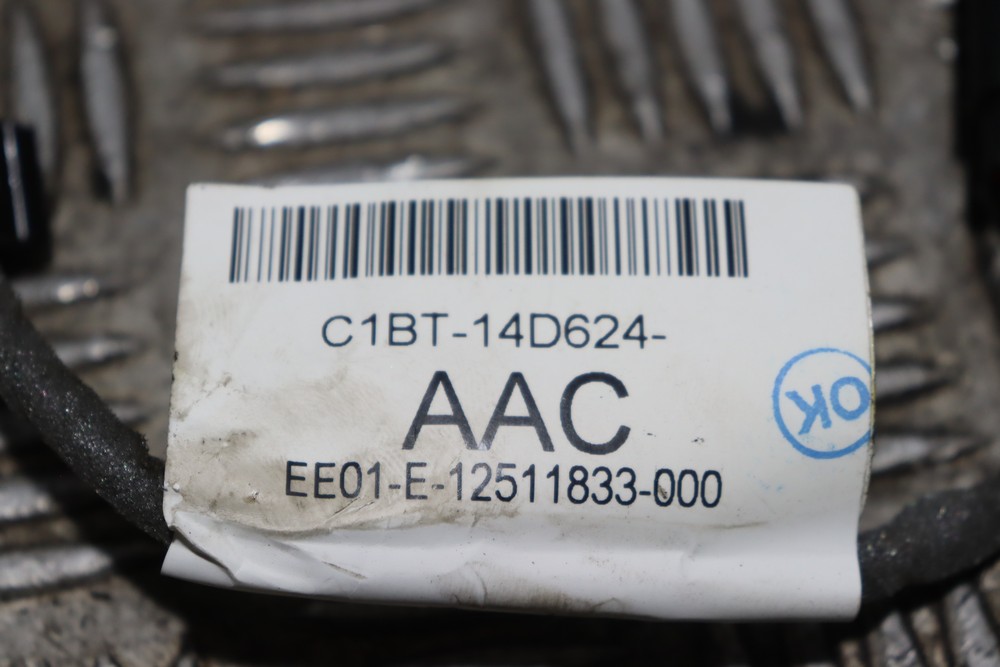 C1BT-14D624-
AAC
OK
EE01-E-12511833-000